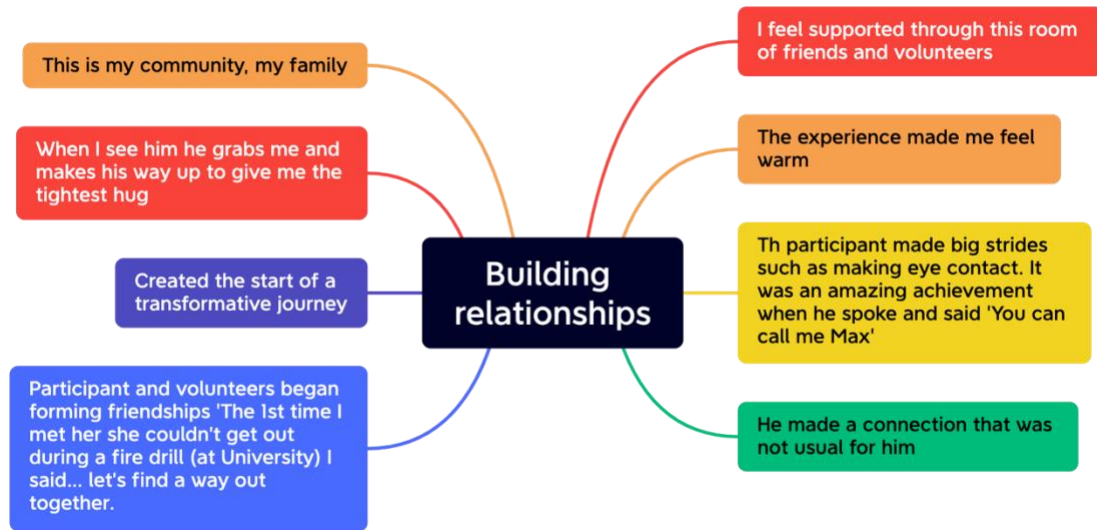 This is my community, my family
When I see him he grabs me and
makes his way up to give me the
tightest hug
Created the start of a
transformative journey
Participant and volunteers began
forming friendships 'The 1st time I
met her she couldn't get out
during a fire drill (at University) I
said... let's find a way out
together.
Building
relationships
I feel supported through this room
of friends and volunteers
The experience made me feel
warm
Th participant made big strides
such as making eye contact. It
was an amazing achievement
when he spoke and said 'You can
call me Max'
He made a connection that was
not usual for him